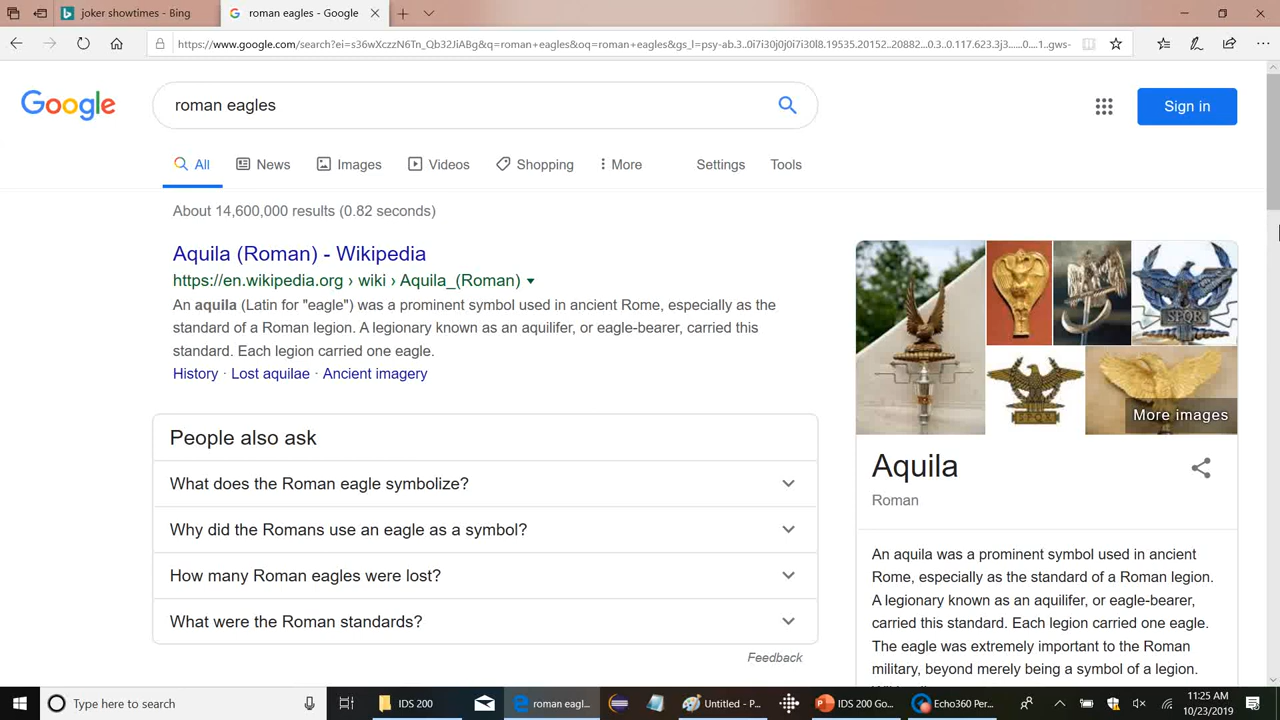 joker showtimes - Bing
roman eagles - Google
https://www.google.com/search?ei=s36wXczzN6Tn_Qb32JiABg&q=roman+eagles&oq=roman+eagles&gs_l=psy-ab.3..0i7i30j0j0i7i30l8.19535.20152..20882...0.3..0.117.623.3j3......0....1..gws-
Google
roman eagles
Sign in
All
News
Images
Videos
Shopping
More
Settings
Tools
About 14,600,000 results (0.82 seconds)
Aquila (Roman) - Wikipedia
https://en.wikipedia.org › wiki › Aquila_(Roman)
An aquila (Latin for "eagle") was a prominent symbol used in ancient Rome, especially as the
standard of a Roman legion. A legionary known as an aquilifer, or eagle-bearer, carried this
standard. Each legion carried one eagle.
History · Lost aquilae · Ancient imagery
People also ask
What does the Roman eagle symbolize?
Why did the Romans use an eagle as a symbol?
How many Roman eagles were lost?
What were the Roman standards?
Feedback
SPQR
More images
Aquila
Roman
An aquila was a prominent symbol used in ancient
Rome, especially as the standard of a Roman legion.
A legionary known as an aquilifer, or eagle-bearer,
carried this standard. Each legion carried one eagle.
The eagle was extremely important to the Roman
military, beyond merely being a symbol of a legion.
Type here to search
IDS 200
roman eagl...
Untitled - P...
IDS 200 Go...
Echo360 Per...
11:25 AM
10/23/2019